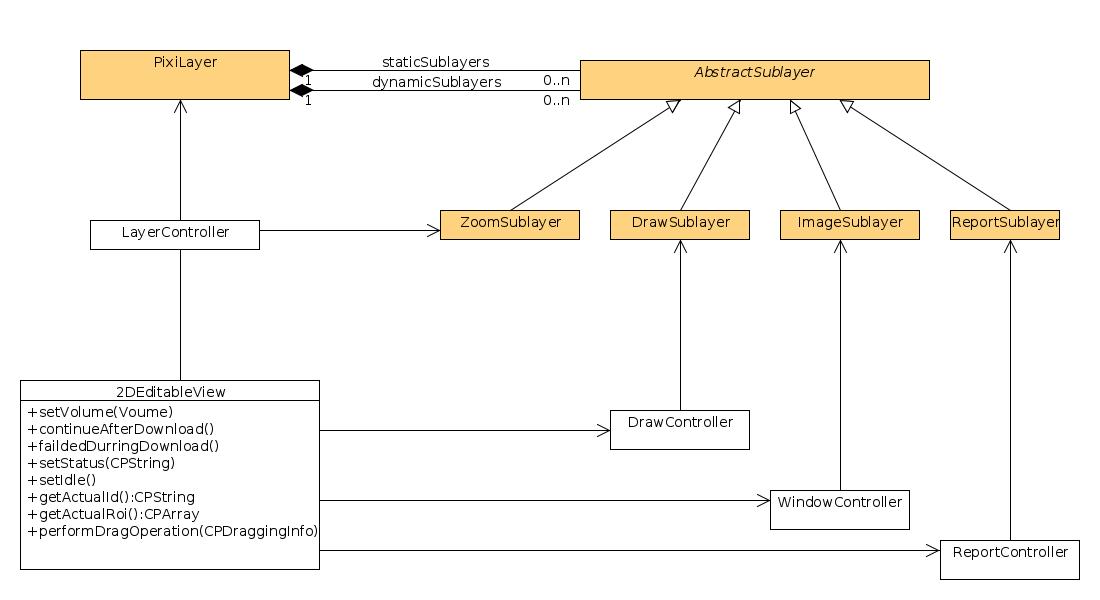 PixiLayer
staticSublayers
1
0..n
dynamicSublayers
1
0..n
AbstractSublayer
LayerController
ZoomSublayer
DrawSublayer
ImageSublayer
ReportSublayer
2DEditableView
+setVolume(Voume)
+continueAfterDownload()
+faildedDurringDownload()
+setStatus(CPString)
+setIdle()
+getActualId():CPString
+getActualRoi():CPArray
+performDragOperation(CPDraggingInfo)
DrawController
WindowController
ReportController